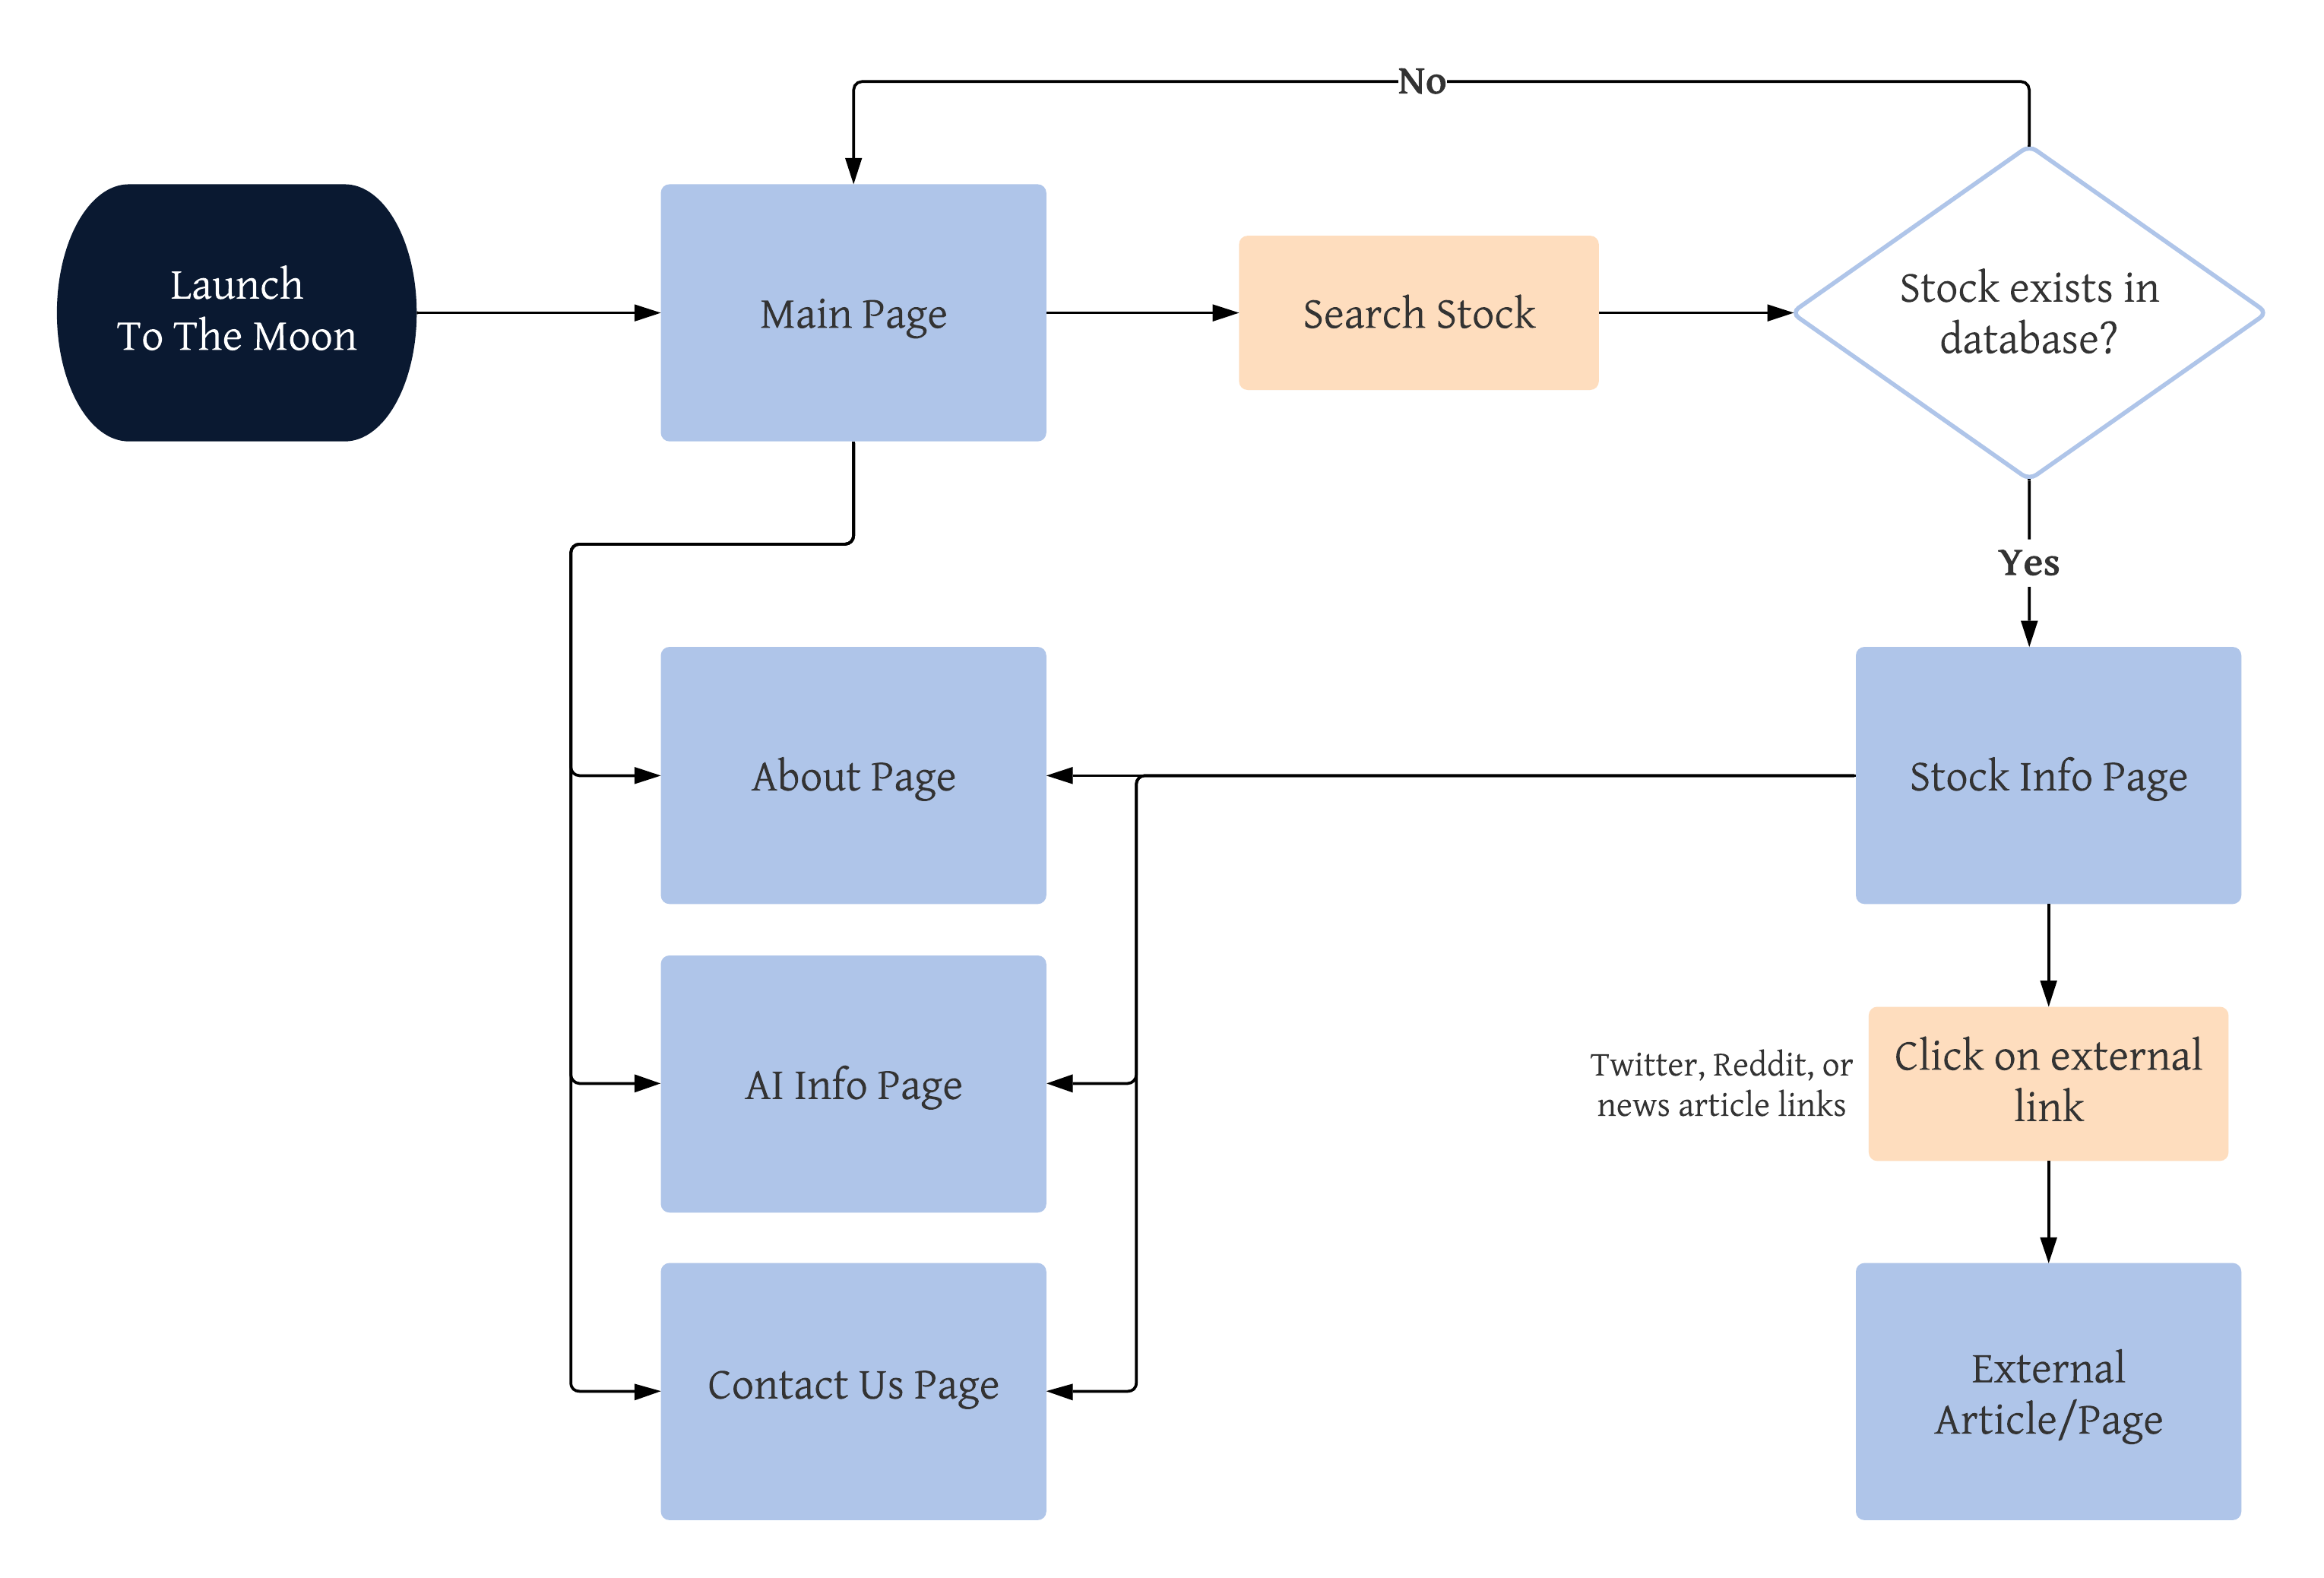 No
Launch
To The Moon
Main Page
Search Stock
Stock exists in
database?
Yes
About Page
Stock Info Page
AI Info Page
Twitter, Reddit, or
news article links
Click on external
link
Contact Us Page
External
Article/Page